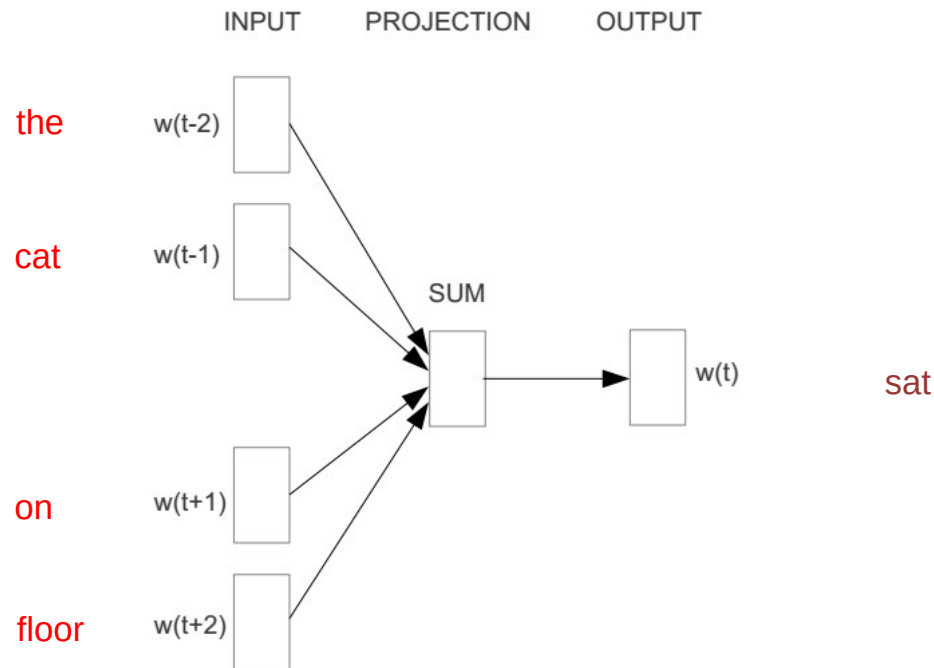 INPUT PROJECTION OUTPUT
the w(t-2)
cat w(t-1)
SUM
w(t) sat
on w(t+1)
floor w(t+2)